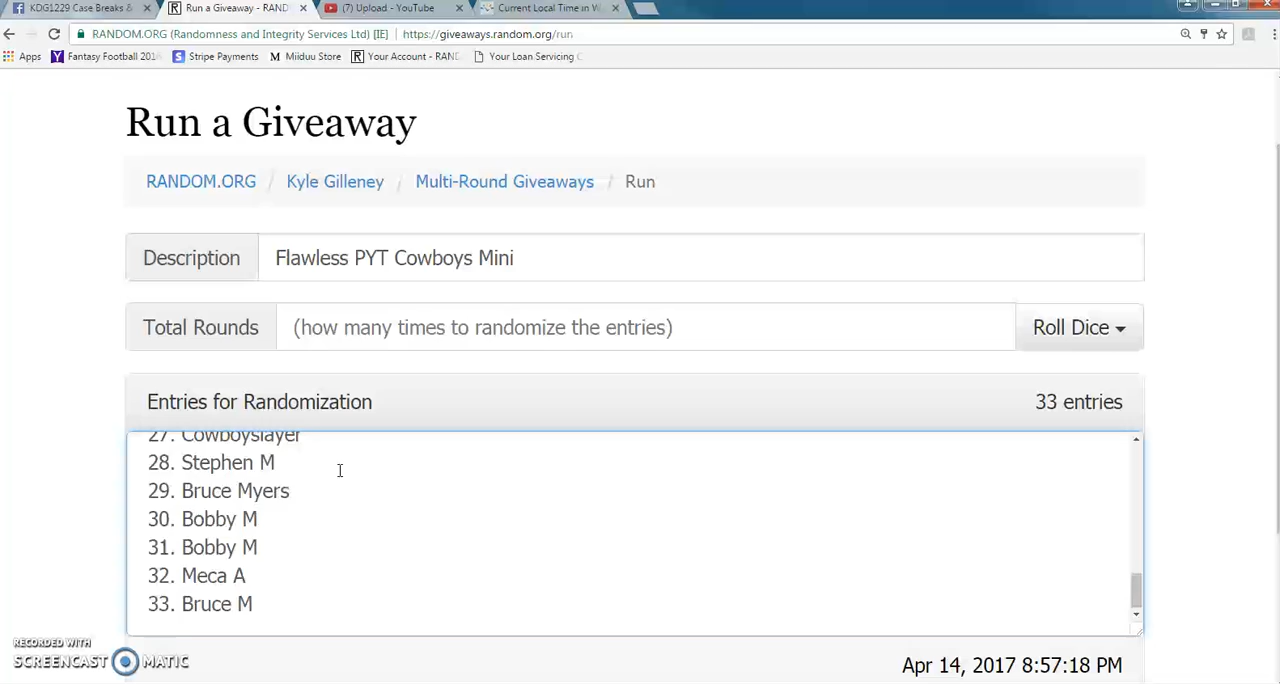 KDG1229 Case Breaks &
Run a Giveaway - RAND
(7) Upload - YouTube
Current Local Time in W
RANDOM.ORG (Randomness and Integrity Services Ltd) [IE] | https://giveaways.random.org/run
Apps Fantasy Football 201 Stripe Payments Miiduu Store Your Account - RAND Your Loan Servicing C
Run a Giveaway
RANDOM.ORG / Kyle Gilleney / Multi-Round Giveaways / Run
Description Flawless PYT Cowboys Mini
Total Rounds (how many times to randomize the entries) Roll Dice
Entries for Randomization 33 entries
27. Cowboyslayer
28. Stephen M
29. Bruce Myers
30. Bobby M
31. Bobby M
32. Meca A
33. Bruce M
RECORDED WITH
SCREENCAST MATIC
Apr 14, 2017 8:57:18 PM